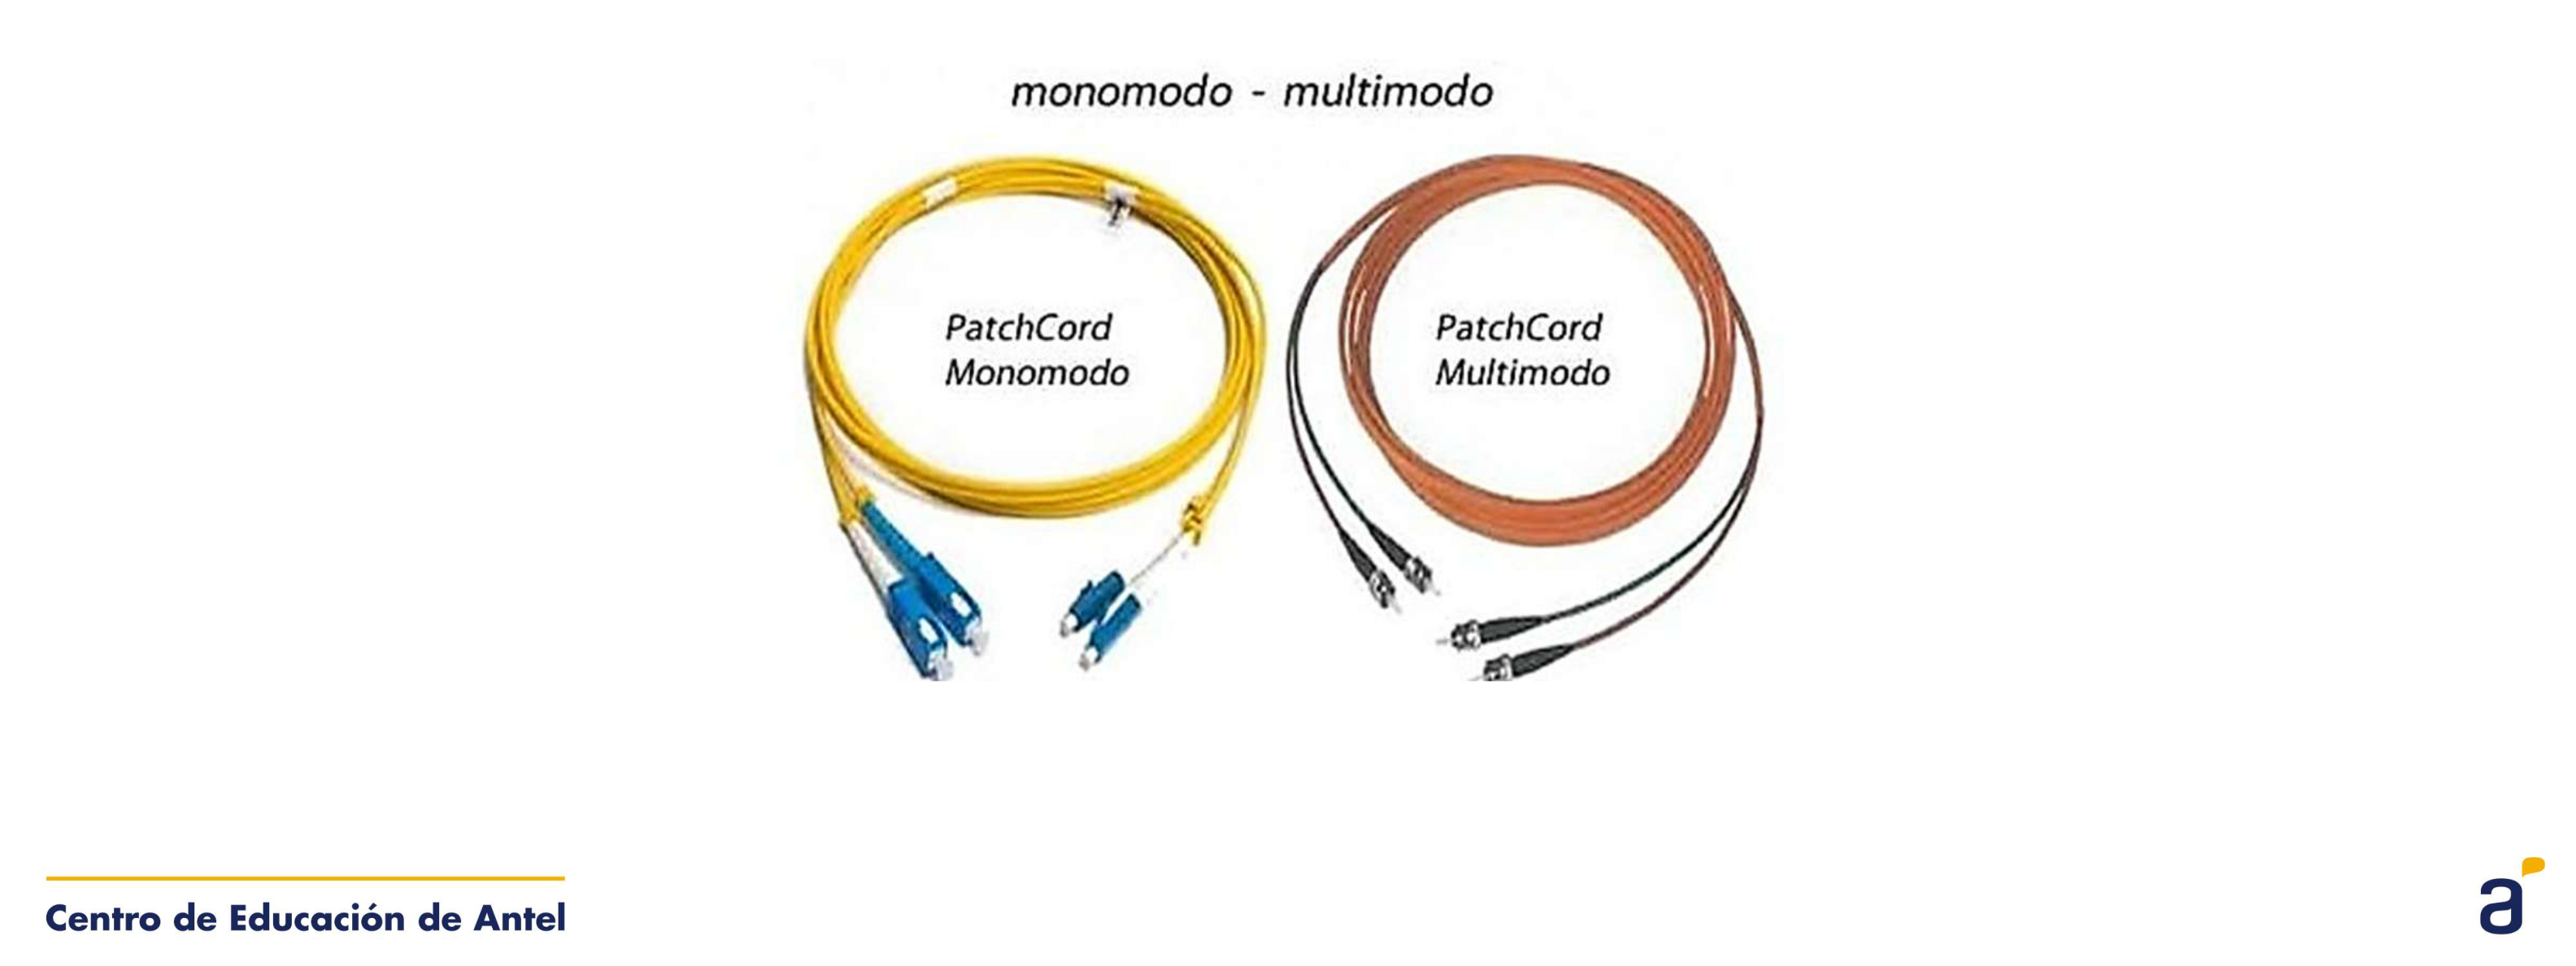 monomodo - multimodo
PatchCord
Monomodo
PatchCord
Multimodo
Centro de Educación de Antel
a